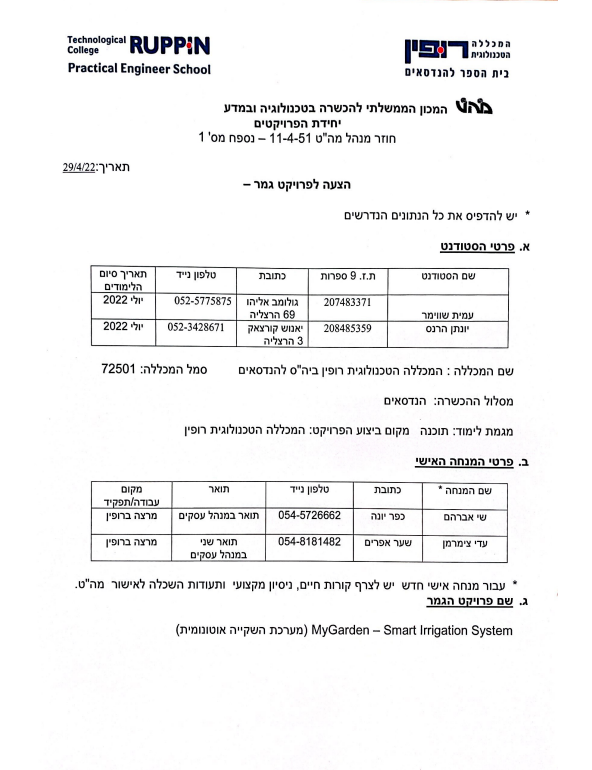 Technological College RUPPIN
Practical Engineer School
המכללה הטכנולוגית רופין
בית הספר להנדסאים
מה"ט המכון הממשלתי להכשרה בטכנולוגיה ובמדע
יחידת הפרויקטים
חוזר מנהל מה"ט 11-4-51 – נספח מס' 1
תאריך:29/4/22
הצעה לפרויקט גמר –
* יש להדפיס את כל הנתונים הנדרשים
א. פרטי הסטודנט
שם הסטודנט ת.ז. 9 ספרות כתובת טלפון נייד תאריך סיום הלימודים
עמית שווימר 207483371 גולומב אליהו 69 הרצליה 052-5775875 יולי 2022
יונתן הרנס 208485359 יאנוש קורצאק 3 הרצליה 052-3428671 יולי 2022
שם המכללה : המכללה הטכנולוגית רופין ביה"ס להנדסאים סמל המכללה: 72501
מסלול ההכשרה: הנדסאים
מגמת לימוד: תוכנה מקום ביצוע הפרויקט: המכללה הטכנולוגית רופין
ב. פרטי המנחה האישי
שם המנחה * כתובת טלפון נייד תואר מקום עבודה/תפקיד
שי אברהם כפר יונה 054-5726662 תואר במנהל עסקים מרצה ברופין
עדי צימרמן שער אפרים 054-8181482 תואר שני במנהל עסקים מרצה ברופין
* עבור מנחה אישי חדש יש לצרף קורות חיים, ניסיון מקצועי ותעודות השכלה לאישור מה"ט.
ג. שם פרויקט הגמר
MyGarden – Smart Irrigation System (מערכת השקייה אוטונומית)